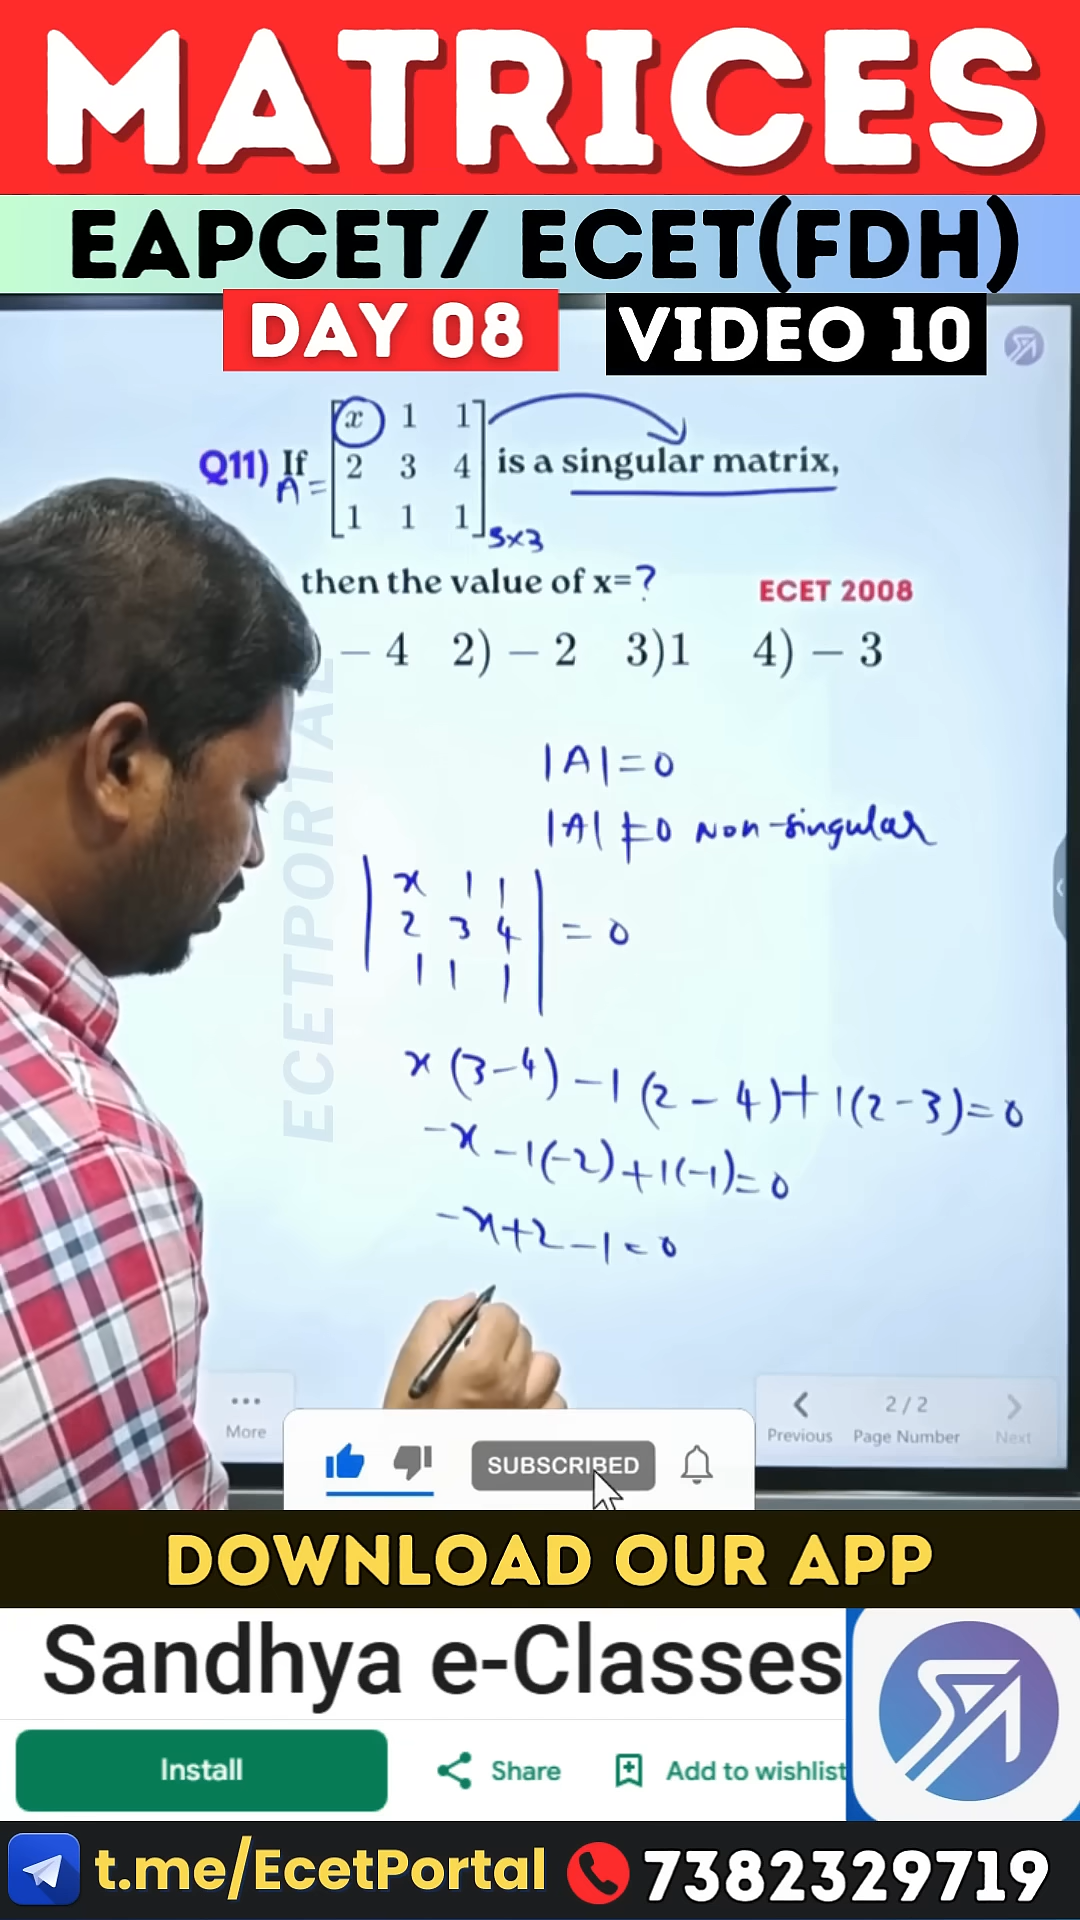 MATRICES
EAPCET/ ECET(FDH)
DAY 08 VIDEO 10
Q11) If A = [x 1 1
2 3 4
1 1 1] 3x3 is a singular matrix,
then the value of x=?
ECET 2008
) – 4 2) – 2 3)1 4) – 3
|A|=0
|A| ≠0 Non-singular
| x 1 1
2 3 4
1 1 1 | = 0
x (3-4) -1 (2 - 4)+ 1(2-3)=0
-x -1(-2)+1(-1)=0
-x+2-1=0
ECETPORTAL
More
Previous
2 / 2
Page Number
Next
SUBSCRIBED
DOWNLOAD OUR APP
Sandhya e-Classes
Install Share Add to wishlist
t.me/EcetPortal 7382329719